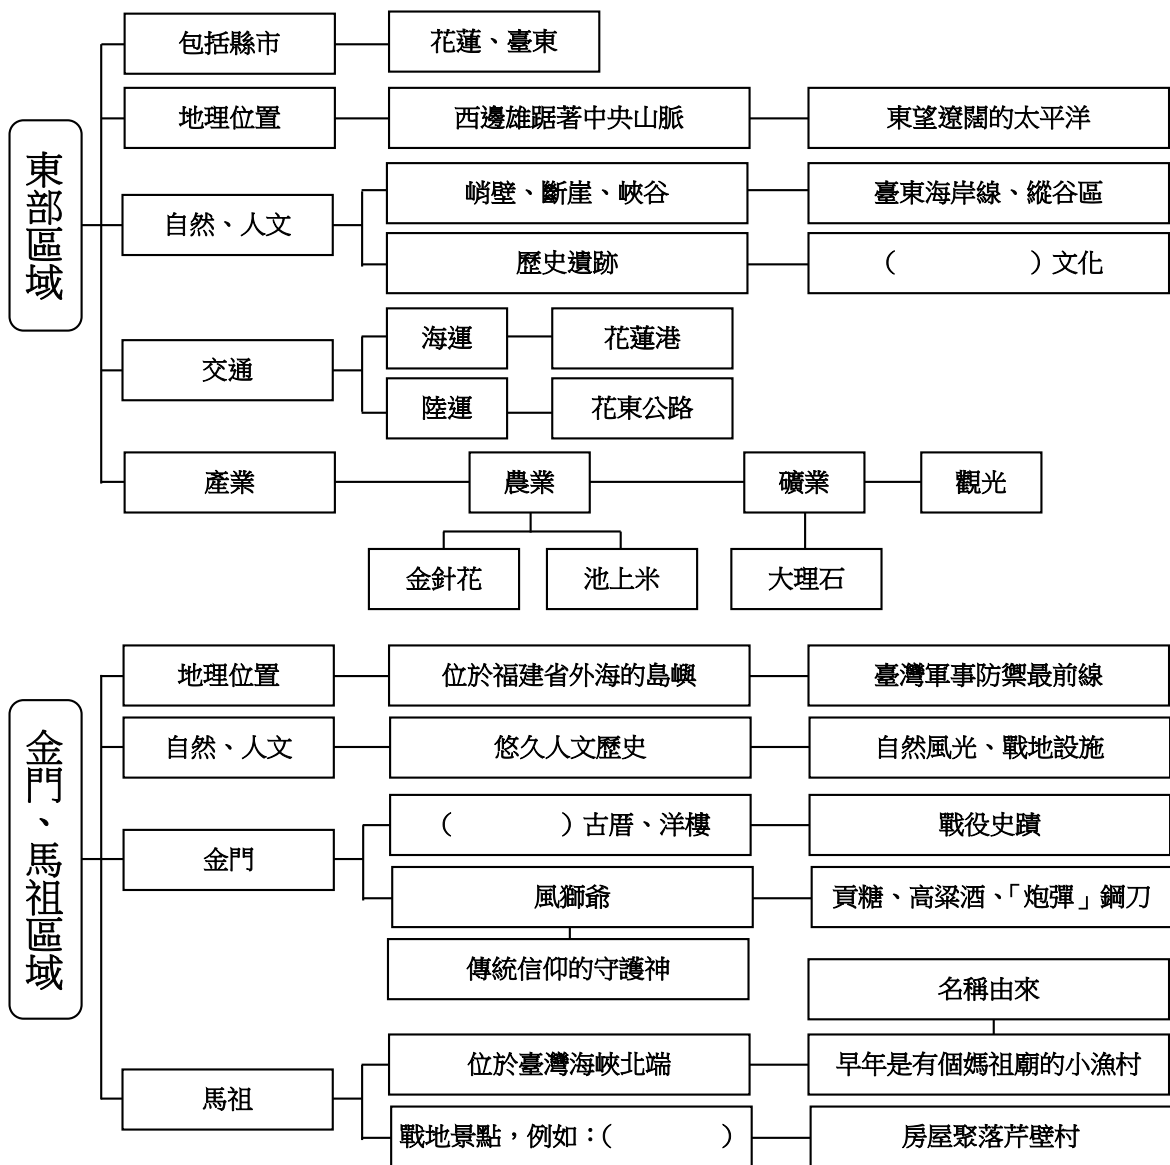 東部區域
包括縣市
花蓮、臺東
地理位置
西邊雄踞著中央山脈
東望遼闊的太平洋
自然、人文
峭壁、斷崖、峽谷
臺東海岸線、縱谷區
歷史遺跡
（　　　　　）文化
交通
海運
花蓮港
陸運
花東公路
產業
農業
礦業
觀光
金針花
池上米
大理石
金門、馬祖區域
地理位置
位於福建省外海的島嶼
臺灣軍事防禦最前線
自然、人文
悠久人文歷史
自然風光、戰地設施
金門
（　　　　）古厝、洋樓
戰役史蹟
風獅爺
貢糖、高粱酒、「炮彈」鋼刀
傳統信仰的守護神
名稱由來
馬祖
位於臺灣海峽北端
早年是有個媽祖廟的小漁村
戰地景點，例如：（　　　　）
房屋聚落芹壁村